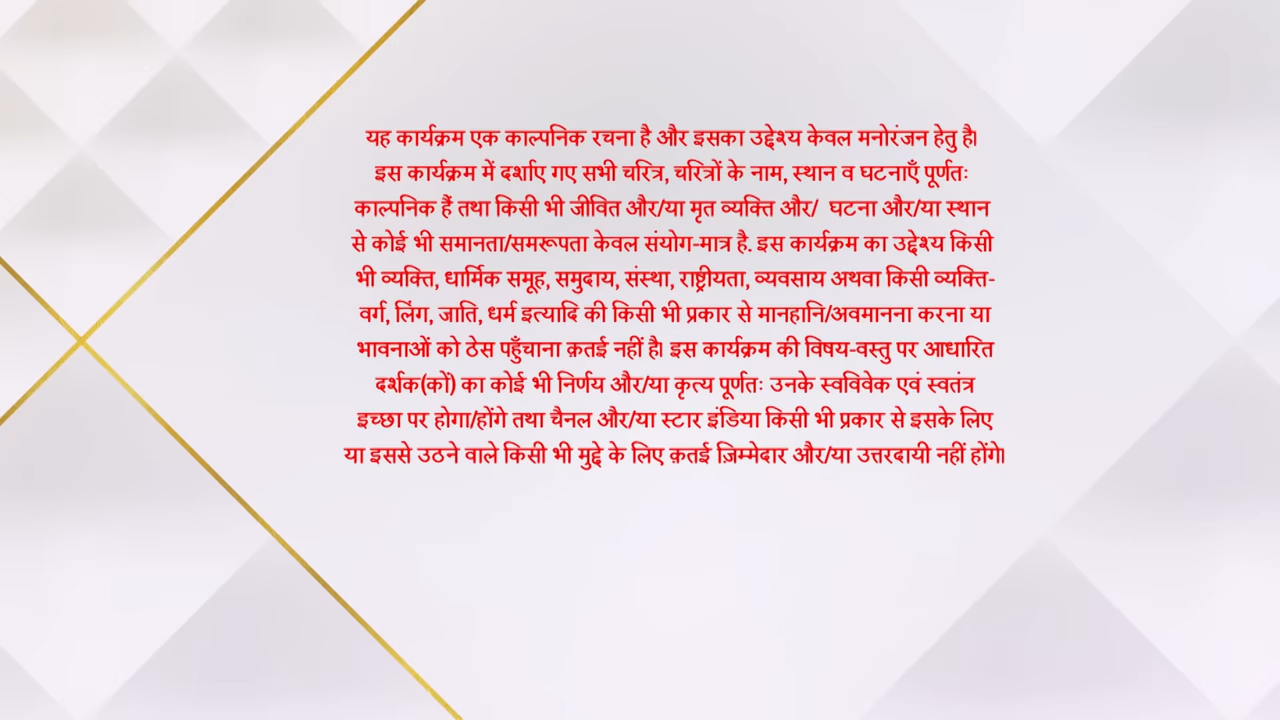 यह कार्यक्रम एक काल्पनिक रचना है और इसका उद्देश्य केवल मनोरंजन हेतु है।
इस कार्यक्रम में दर्शाए गए सभी चरित्र, चरित्रों के नाम, स्थान व घटनाएँ पूर्णतः
काल्पनिक हैं तथा किसी भी जीवित और/या मृत व्यक्ति और/ घटना और/या स्थान
से कोई भी समानता/समरूपता केवल संयोग-मात्र है. इस कार्यक्रम का उद्देश्य किसी
भी व्यक्ति, धार्मिक समूह, समुदाय, संस्था, राष्ट्रीयता, व्यवसाय अथवा किसी व्यक्ति-
वर्ग, लिंग, जाति, धर्म इत्यादि की किसी भी प्रकार से मानहानि/अवमानना करना या
भावनाओं को ठेस पहुँचाना क़तई नहीं है। इस कार्यक्रम की विषय-वस्तु पर आधारित
दर्शक(कों) का कोई भी निर्णय और/या कृत्य पूर्णतः उनके स्वविवेक एवं स्वतंत्र
इच्छा पर होगा/होंगे तथा चैनल और/या स्टार इंडिया किसी भी प्रकार से इसके लिए
या इससे उठने वाले किसी भी मुद्दे के लिए क़तई ज़िम्मेदार और/या उत्तरदायी नहीं होंगे।